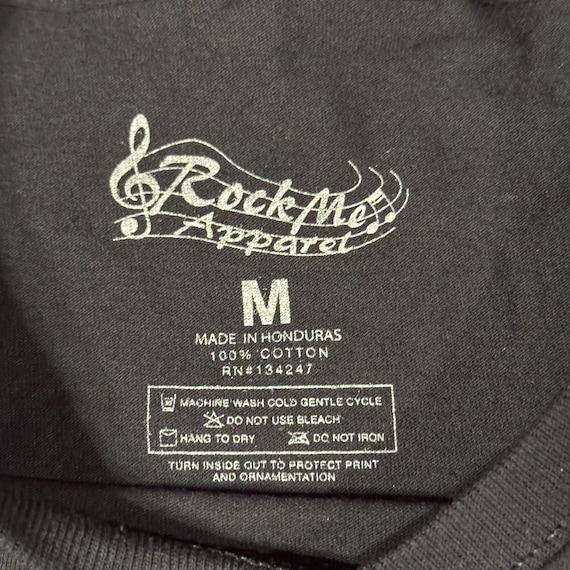 RockMe
Apparel
M
MADE IN HONDURAS
100% COTTON
RN#134247
30 MACHINE WASH COLD GENTLE CYCLE
DO NOT USE BLEACH
HANG TO DRY DO NOT IRON
TURN INSIDE OUT TO PROTECT PRINT
AND ORNAMENTATION